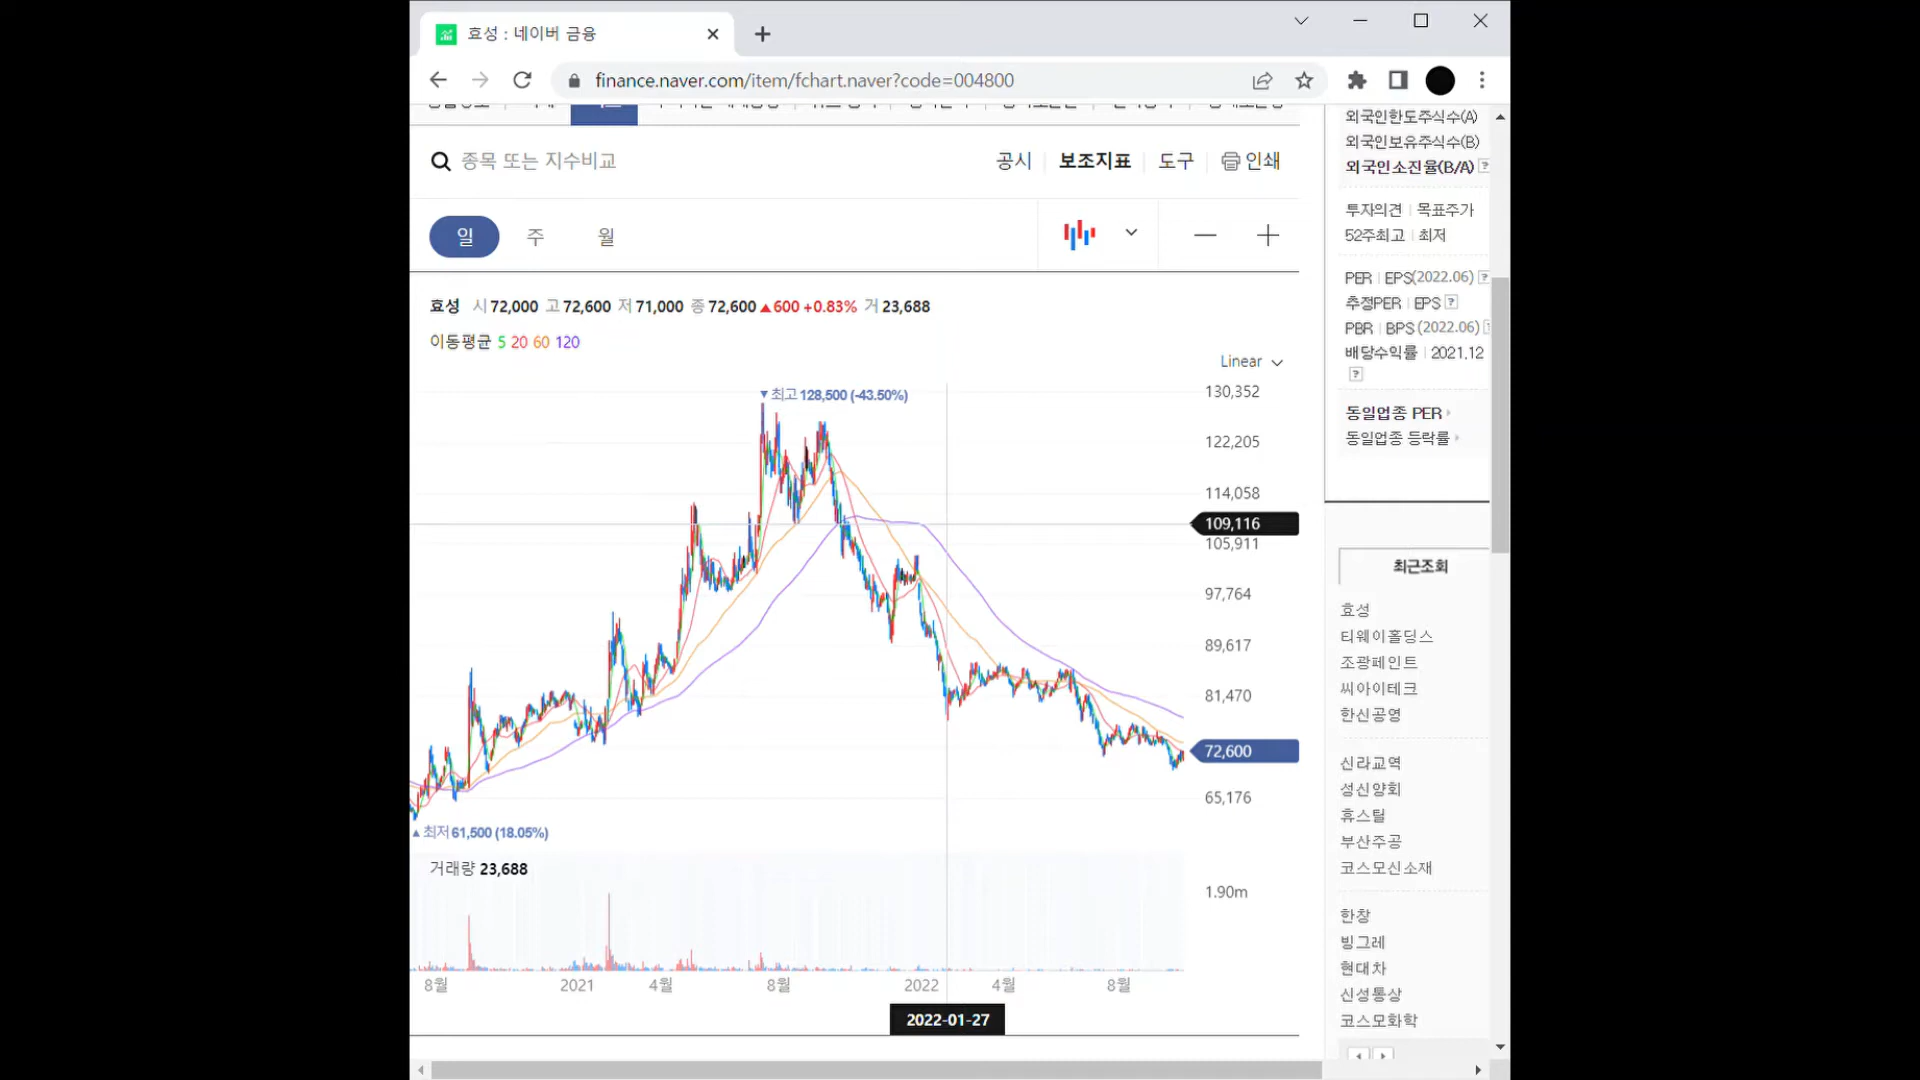 효성 : 네이버 금융
finance.naver.com/item/fchart.naver?code=004800
종목 또는 지수비교
공시 보조지표 도구 인쇄
일 주 월
효성 시 72,000 고 72,600 저 71,000 종 72,600 ▲600 +0.83% 거 23,688
이동평균 5 20 60 120
Linear
▼최고 128,500 (-43.50%)
130,352
122,205
114,058
109,116
105,911
97,764
89,617
81,470
72,600
65,176
▲최저 61,500 (18.05%)
거래량 23,688
1.90m
8월 2021 4월 8월 2022 4월 8월
2022-01-27
외국인한도주식수(A)
외국인보유주식수(B)
외국인소진율(B/A) ?
투자의견 | 목표주가
52주최고 | 최저
PER | EPS(2022.06) ?
추정PER | EPS ?
PBR | BPS (2022.06) ?
배당수익률 | 2021.12
?
동일업종 PER
동일업종 등락률
최근조회
효성
티웨이홀딩스
조광페인트
씨아이테크
한신공영
신라교역
성신양회
휴스틸
부산주공
코스모신소재
한창
빙그레
현대차
신성통상
코스모화학